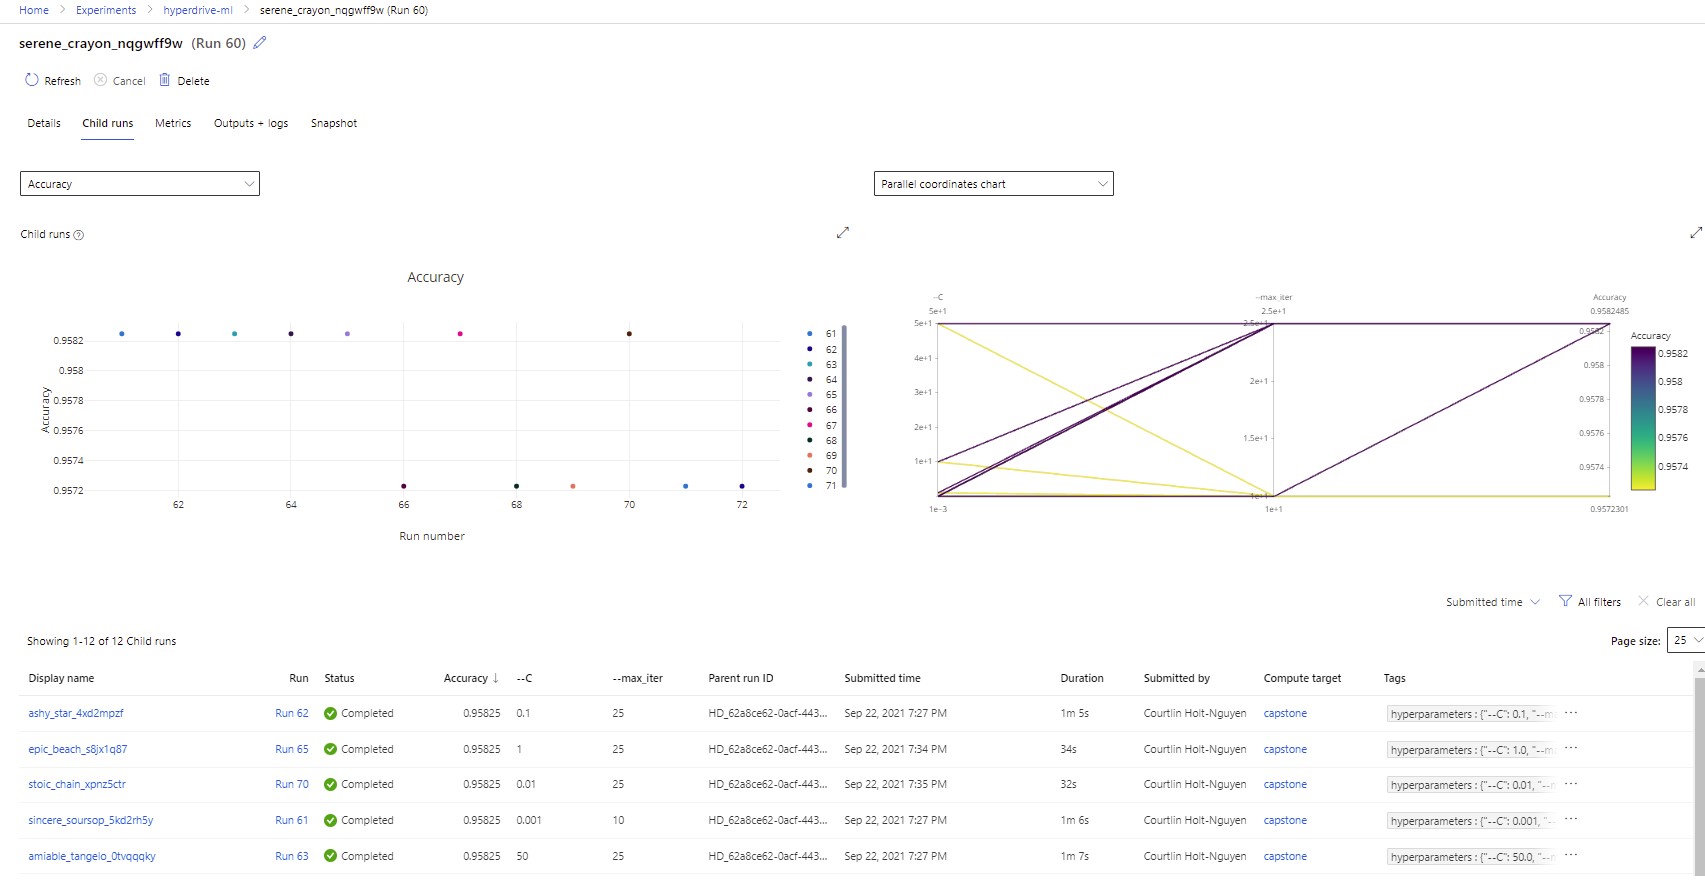 Home > Experiments > hyperdrive-ml > serene_crayon_nqgwff9w (Run 60)
serene_crayon_nqgwff9w (Run 60)
Refresh Cancel Delete
Details Child runs Metrics Outputs + logs Snapshot
Accuracy
Parallel coordinates chart
Child runs
Accuracy
0.9582
0.958
0.9578
0.9576
0.9574
0.9572
Accuracy
62 64 66 68 70 72
Run number
61
62
63
64
65
66
67
68
69
70
71
--C --max_iter Accuracy
5e+1 2.5e+1 0.9582485
5e+1 2.5e+1 0.9582
4e+1 0.958
3e+1 2e+1 0.9578
2e+1 1.5e+1 0.9576
1e+1 0.9574
1e+1
1e−3 1e+1 0.9572301
Accuracy
0.9582
0.958
0.9578
0.9576
0.9574
Submitted time All filters Clear all
Showing 1-12 of 12 Child runs Page size: 25
Display name Run Status Accuracy ↓ --C --max_iter Parent run ID Submitted time Duration Submitted by Compute target Tags
ashy_star_4xd2mpzf Run 62 Completed 0.95825 0.1 25 HD_62a8ce62-0acf-443... Sep 22, 2021 7:27 PM 1m 5s Courtlin Holt-Nguyen capstone hyperparameters : {"--C": 0.1, "--m ...
epic_beach_s8jx1q87 Run 65 Completed 0.95825 1 25 HD_62a8ce62-0acf-443... Sep 22, 2021 7:34 PM 34s Courtlin Holt-Nguyen capstone hyperparameters : {"--C": 1.0, "--m ...
stoic_chain_xpnz5ctr Run 70 Completed 0.95825 0.01 25 HD_62a8ce62-0acf-443... Sep 22, 2021 7:35 PM 32s Courtlin Holt-Nguyen capstone hyperparameters : {"--C": 0.01, "-- ...
sincere_soursop_5kd2rh5y Run 61 Completed 0.95825 0.001 10 HD_62a8ce62-0acf-443... Sep 22, 2021 7:27 PM 1m 6s Courtlin Holt-Nguyen capstone hyperparameters : {"--C": 0.001, "- ...
amiable_tangelo_0tvqqqky Run 63 Completed 0.95825 50 25 HD_62a8ce62-0acf-443... Sep 22, 2021 7:27 PM 1m 7s Courtlin Holt-Nguyen capstone hyperparameters : {"--C": 50.0, "-- ...